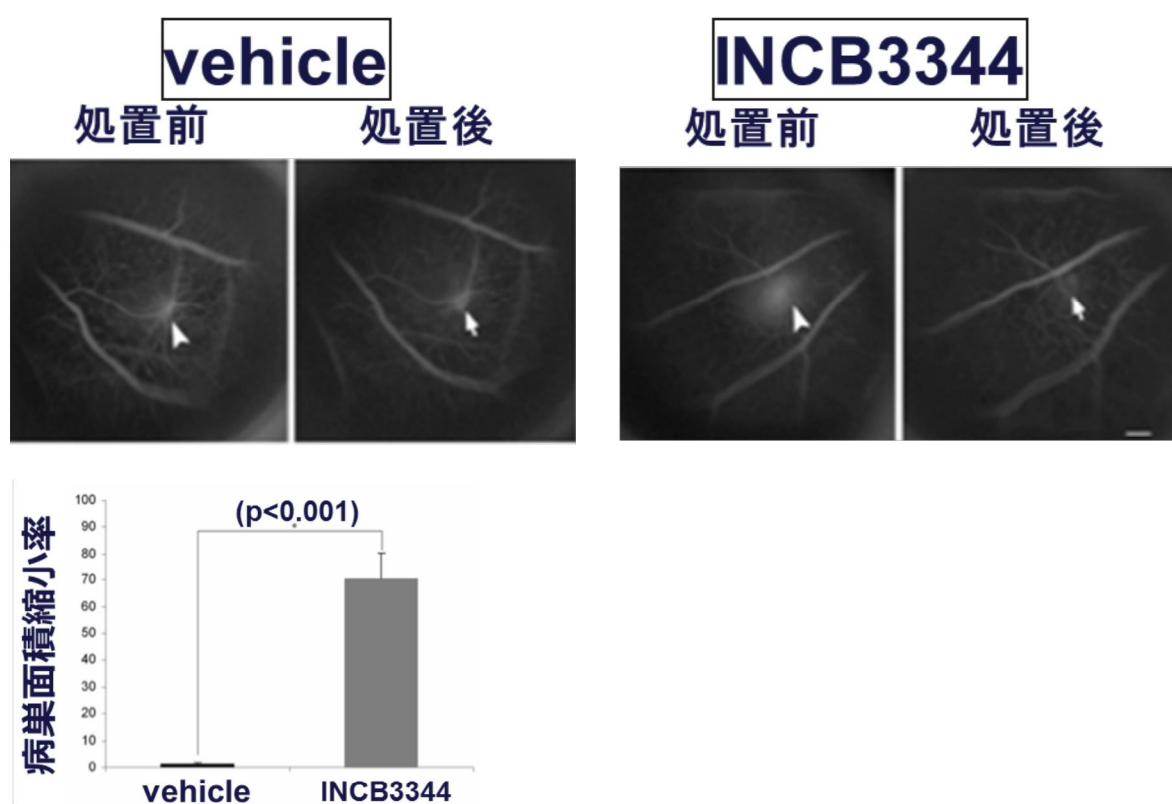 vehicle
INCB3344
処置前
処置後
処置前
処置後
病巣面積縮小率
100
90
80
70
60
50
40
30
20
10
0
(p<0.001)
*
vehicle
INCB3344